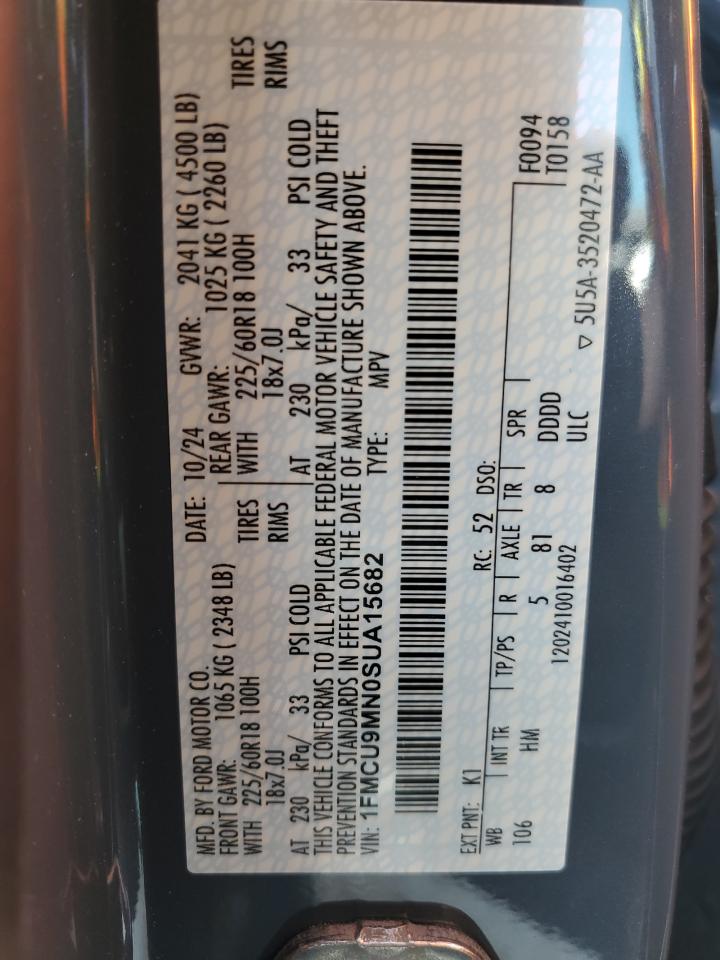 MFD. BY FORD MOTOR CO. DATE: 10/24 GVWR: 2041 KG ( 4500 LB)
FRONT GAWR: 1065 KG ( 2348 LB) REAR GAWR: 1025 KG ( 2260 LB)
WITH 225/60R18 100H TIRES WITH 225/60R18 100H TIRES
18x7.0J RIMS 18x7.0J RIMS
AT 230 kPa/ 33 PSI COLD AT 230 kPa/ 33 PSI COLD
THIS VEHICLE CONFORMS TO ALL APPLICABLE FEDERAL MOTOR VEHICLE SAFETY AND THEFT
PREVENTION STANDARDS IN EFFECT ON THE DATE OF MANUFACTURE SHOWN ABOVE.
VIN: 1FMCU9MN0SUA15682 TYPE: MPV
EXT PNT: K1 RC: 52 DSO: F0094
WB INT TR TP/PS R AXLE TR SPR T0158
106 HM 5 81 8 DDDD
1202410016402 ULC ▽ 5U5A-3520472-AA